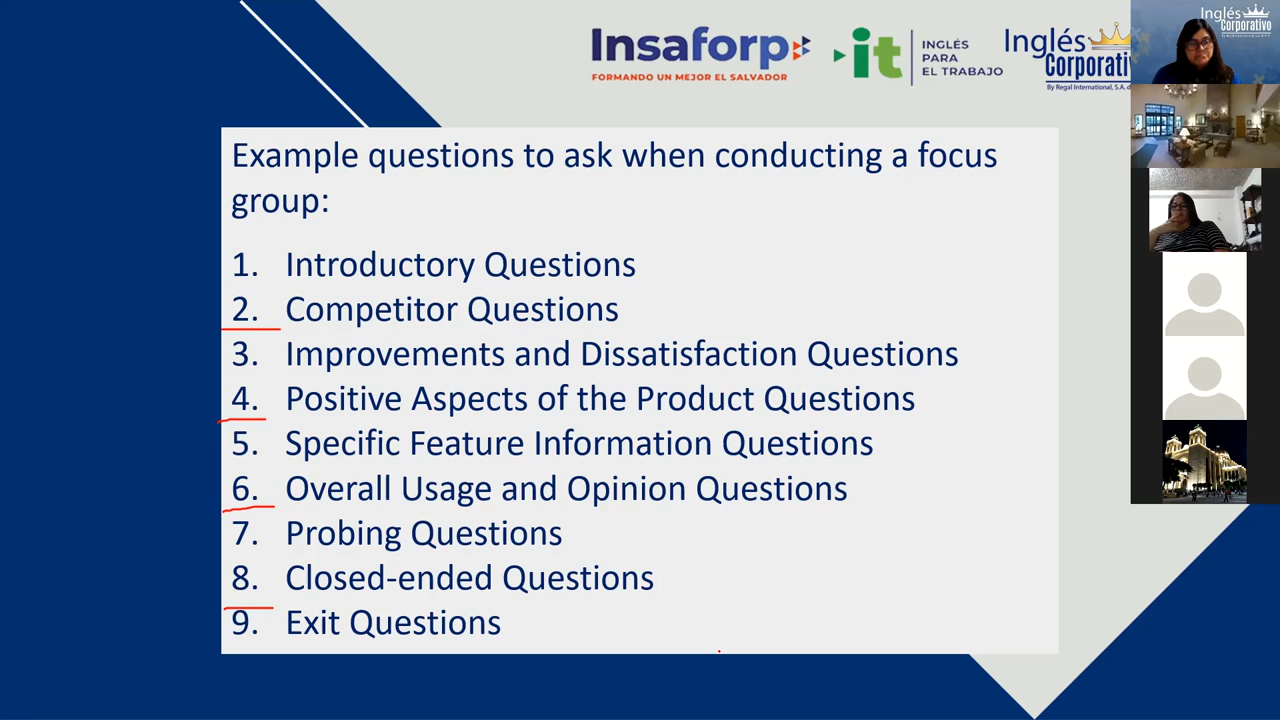 Insaforp
FORMANDO UN MEJOR EL SALVADOR
it
INGLÉS
PARA
EL TRABAJO
Inglés
Corporativ
By Regal International, S.A. d
Inglés
Corporativo
Example questions to ask when conducting a focus
group:
1. Introductory Questions
2. Competitor Questions
3. Improvements and Dissatisfaction Questions
4. Positive Aspects of the Product Questions
5. Specific Feature Information Questions
6. Overall Usage and Opinion Questions
7. Probing Questions
8. Closed-ended Questions
9. Exit Questions